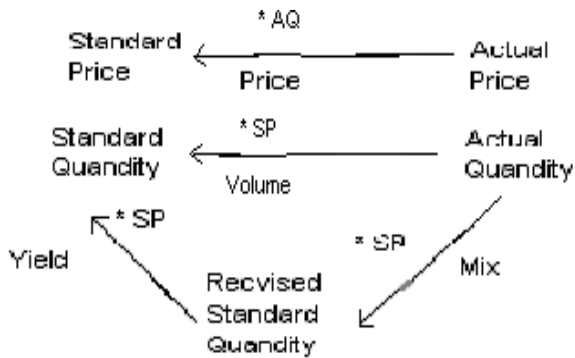 * AQ
Standard
Price
Price
Actual
Price
Standard
Quandity
* SP
Volume
Actual
Quandity
* SP
Yield
* SP
Mix
Recvised
Standard
Quandity